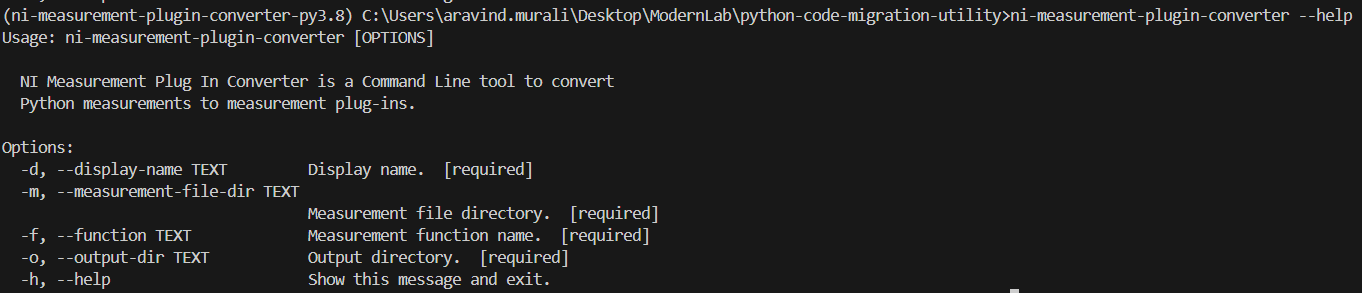 (ni-measurement-plugin-converter-py3.8) C:\Users\aravind.murali\Desktop\ModernLab\python-code-migration-utility>ni-measurement-plugin-converter --help
Usage: ni-measurement-plugin-converter [OPTIONS]
NI Measurement Plug In Converter is a Command Line tool to convert
Python measurements to measurement plug-ins.
Options:
-d, --display-name TEXT Display name. [required]
-m, --measurement-file-dir TEXT
Measurement file directory. [required]
-f, --function TEXT Measurement function name. [required]
-o, --output-dir TEXT Output directory. [required]
-h, --help Show this message and exit.